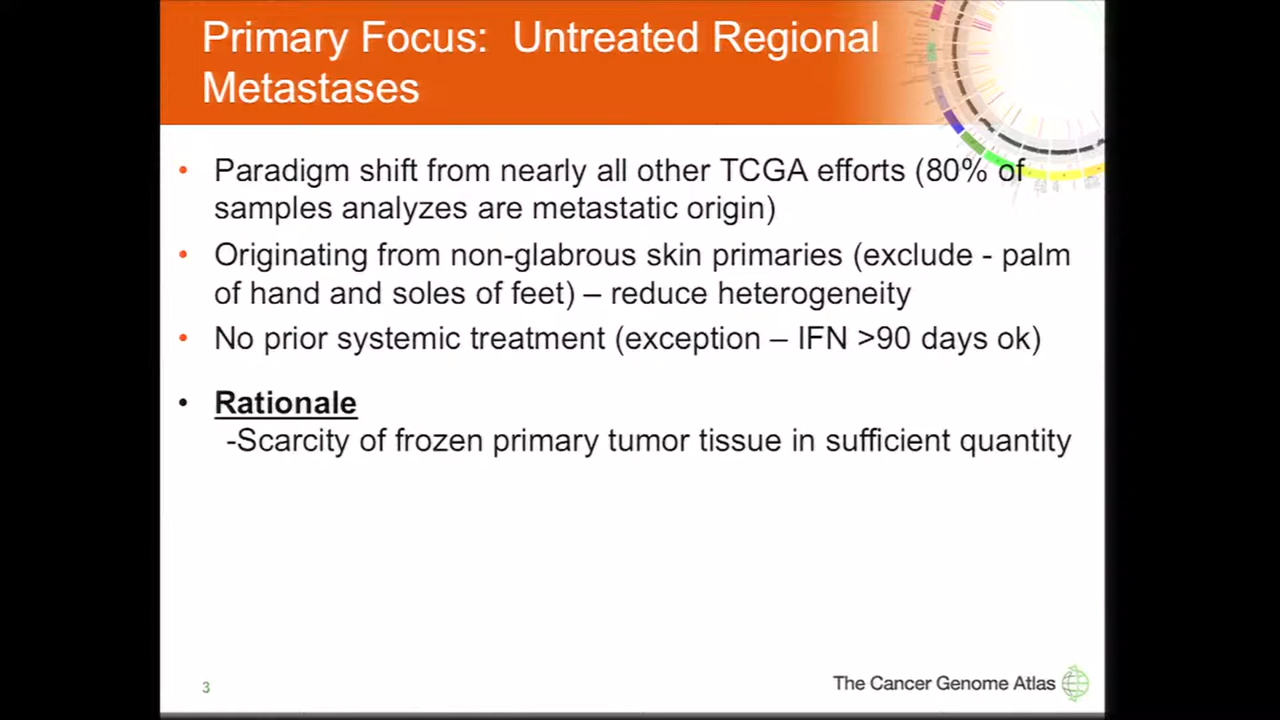 Primary Focus:  Untreated Regional
Metastases
• Paradigm shift from nearly all other TCGA efforts (80% of
samples analyzes are metastatic origin)
• Originating from non-glabrous skin primaries (exclude - palm
of hand and soles of feet) – reduce heterogeneity
• No prior systemic treatment (exception – IFN >90 days ok)
• Rationale
-Scarcity of frozen primary tumor tissue in sufficient quantity
3
The Cancer Genome Atlas